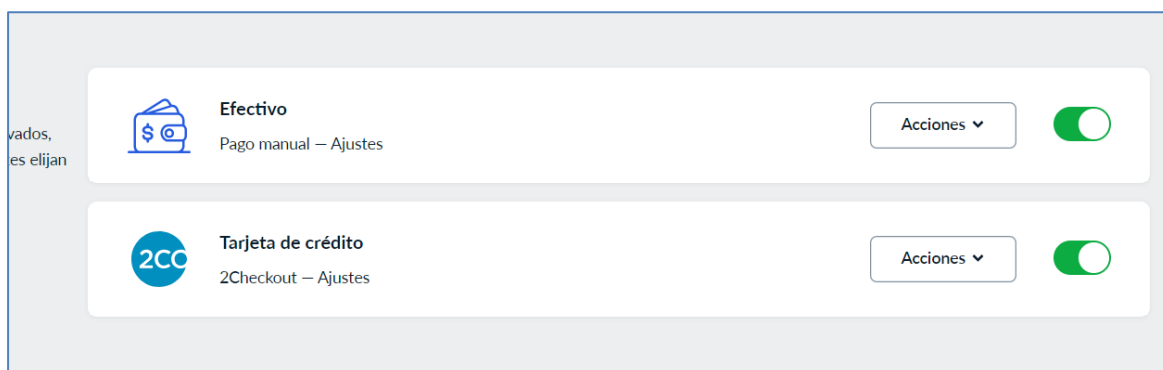 vados,
es elijan
Efectivo
Pago manual — Ajustes
Acciones
2CO
Tarjeta de crédito
2Checkout — Ajustes
Acciones